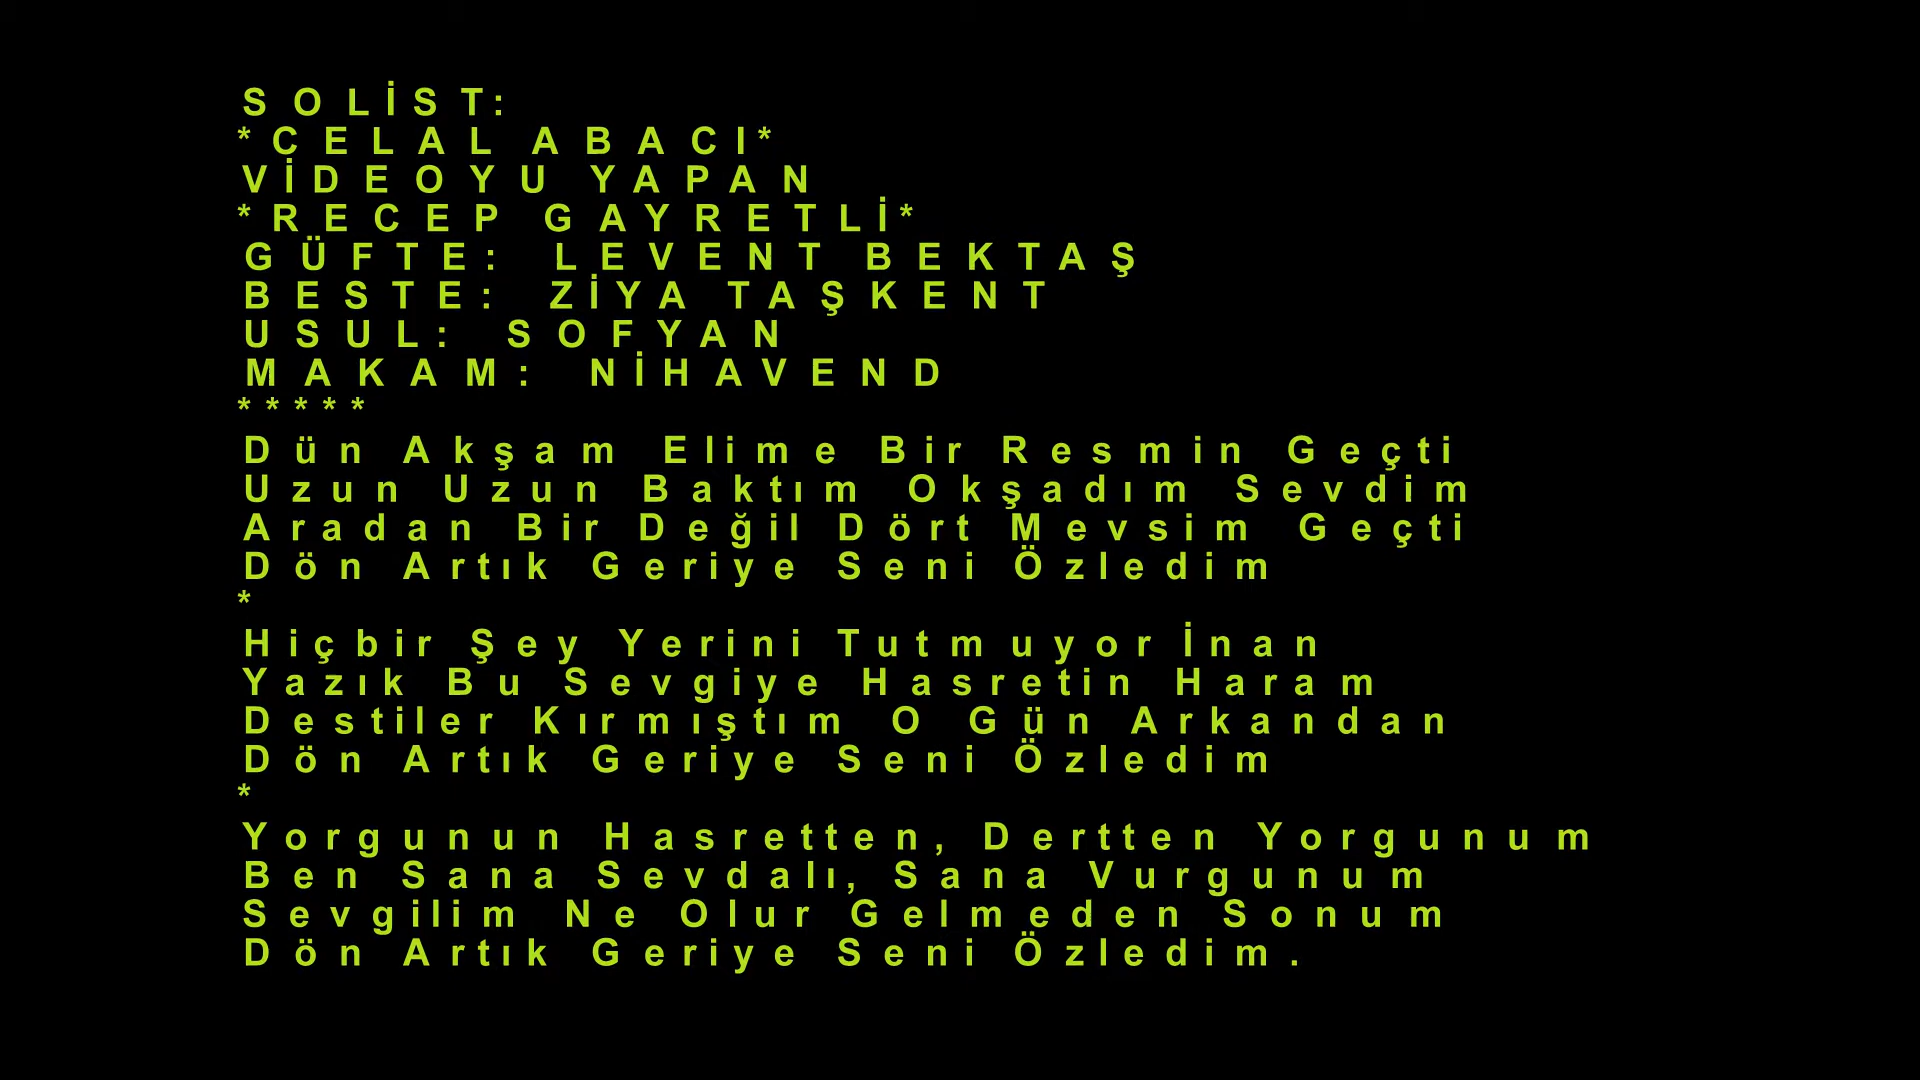 SOLİST:
*CELAL ABACI*
VİDEOYU YAPAN
*RECEP GAYRETLİ*
GÜFTE: LEVENT BEKTAŞ
BESTE: ZİYA TAŞKENT
USUL: SOFYAN
MAKAM: NİHAVEND
*****
Dün Akşam Elime Bir Resmin Geçti
Uzun Uzun Baktım Okşadım Sevdim
Aradan Bir Değil Dört Mevsim Geçti
Dön Artık Geriye Seni Özledim
*
Hiçbir Şey Yerini Tutmuyor İnan
Yazık Bu Sevgiye Hasretin Haram
Destiler Kırmıştım O Gün Arkandan
Dön Artık Geriye Seni Özledim
*
Yorgunun Hasretten, Dertten Yorgunum
Ben Sana Sevdalı, Sana Vurgunum
Sevgilim Ne Olur Gelmeden Sonum
Dön Artık Geriye Seni Özledim.